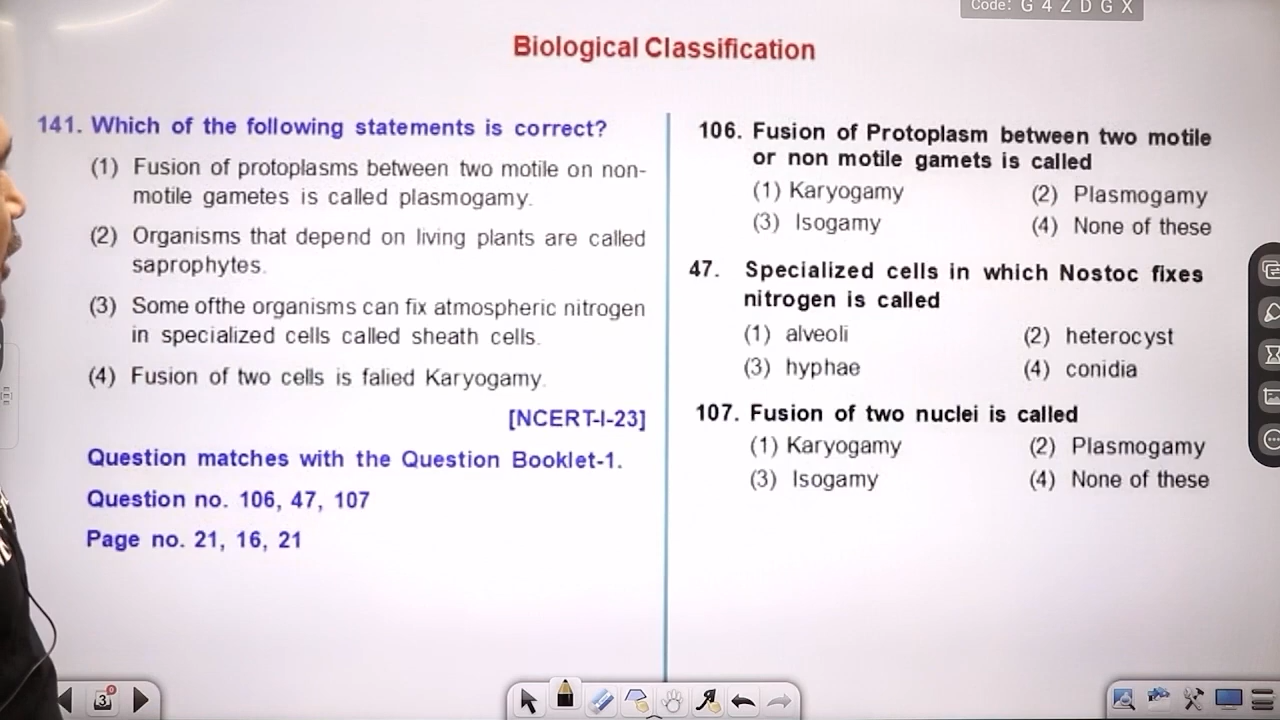 Code: G 4 Z D G X
Biological Classification
141. Which of the following statements is correct?
(1) Fusion of protoplasms between two motile on non-
motile gametes is called plasmogamy.
(2) Organisms that depend on living plants are called
saprophytes.
(3) Some ofthe organisms can fix atmospheric nitrogen
in specialized cells called sheath cells.
(4) Fusion of two cells is falied Karyogamy.
[NCERT-I-23]
Question matches with the Question Booklet-1.
Question no. 106, 47, 107
Page no. 21, 16, 21
106. Fusion of Protoplasm between two motile
or non motile gamets is called
(1) Karyogamy (2) Plasmogamy
(3) Isogamy (4) None of these
47. Specialized cells in which Nostoc fixes
nitrogen is called
(1) alveoli (2) heterocyst
(3) hyphae (4) conidia
107. Fusion of two nuclei is called
(1) Karyogamy (2) Plasmogamy
(3) Isogamy (4) None of these
3